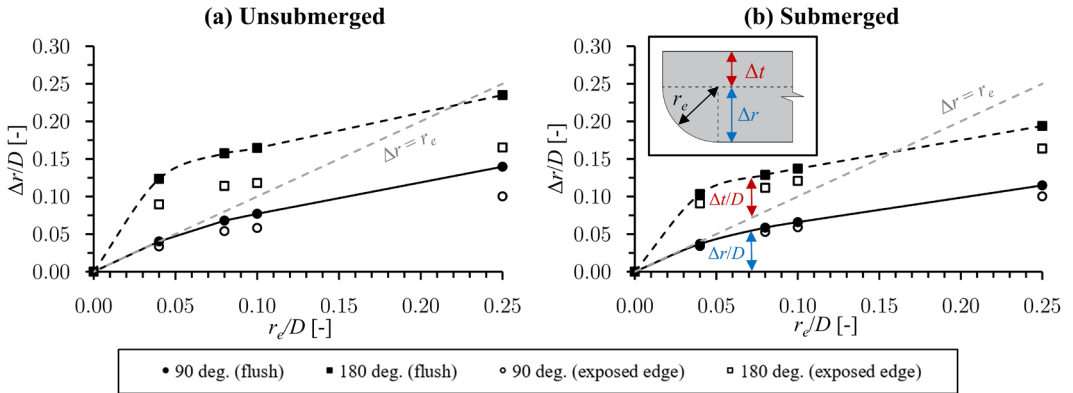 (a) Unsubmerged
(b) Submerged
0.30
0.25
0.20
0.15
0.10
0.05
0.00
Δr/D [-]
Δr = rₑ
0.00
0.05
0.10
0.15
0.20
0.25
rₑ/D [-]
0.30
0.25
0.20
0.15
0.10
0.05
0.00
Δr/D [-]
Δt
rₑ
Δr
Δr = rₑ
Δt/D
Δr/D
0.00
0.05
0.10
0.15
0.20
0.25
rₑ/D [-]
90 deg. (flush)
180 deg. (flush)
90 deg. (exposed edge)
180 deg. (exposed edge)